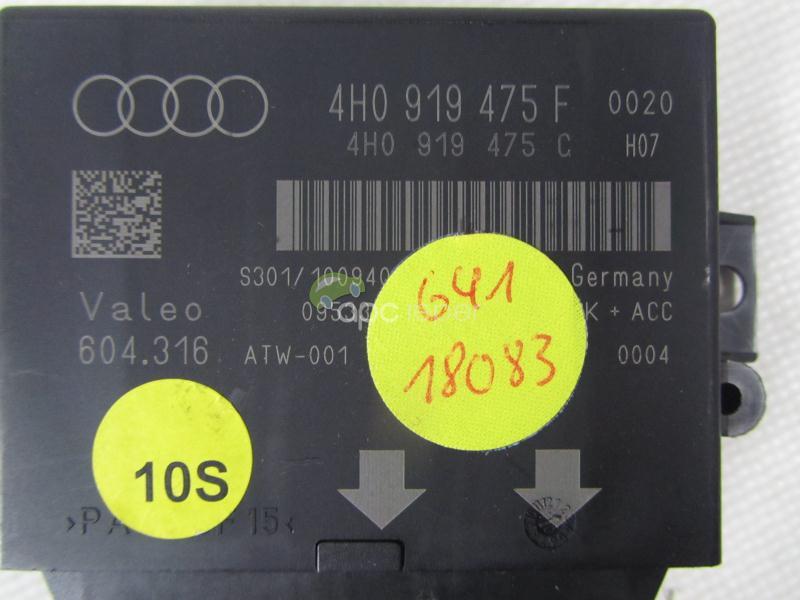 4H0 919 475 F 0020
4H0 919 475 C H07
S301/ Germany
Valeo K + ACC
604.316 ATW-001 0004
641
18083
10S